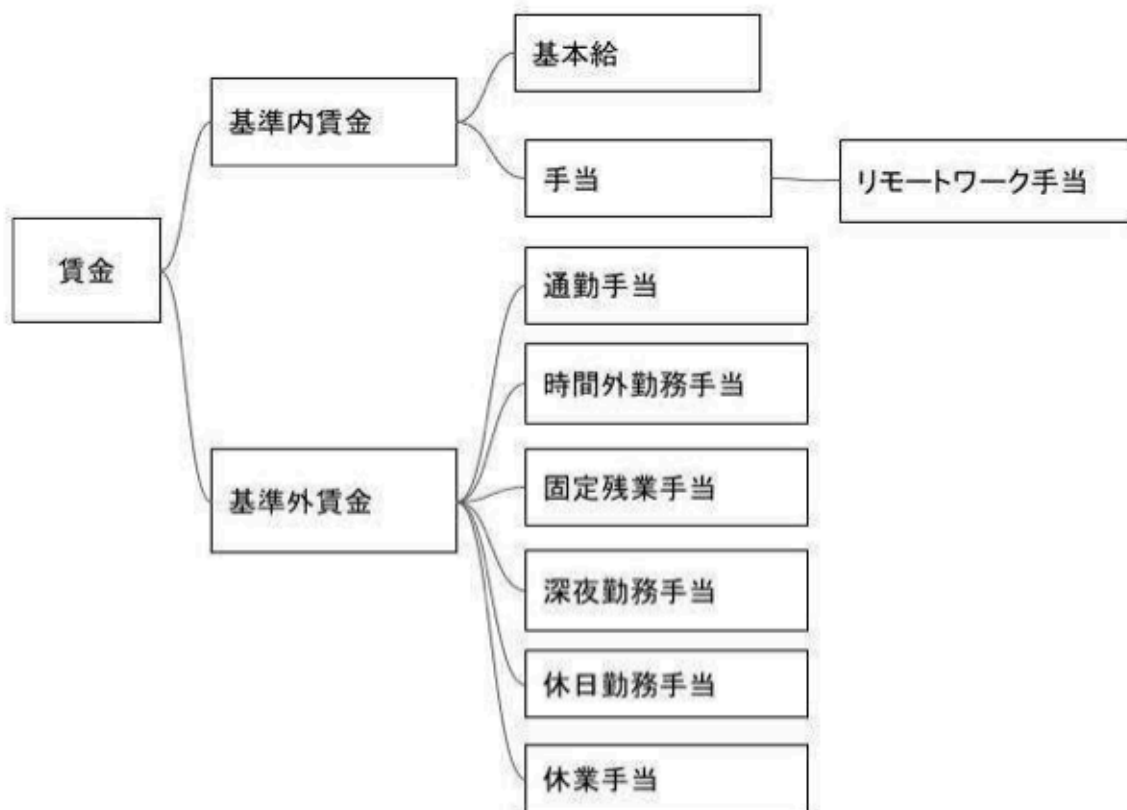 賃金
基準内賃金
基本給
手当
リモートワーク手当
基準外賃金
通勤手当
時間外勤務手当
固定残業手当
深夜勤務手当
休日勤務手当
休業手当